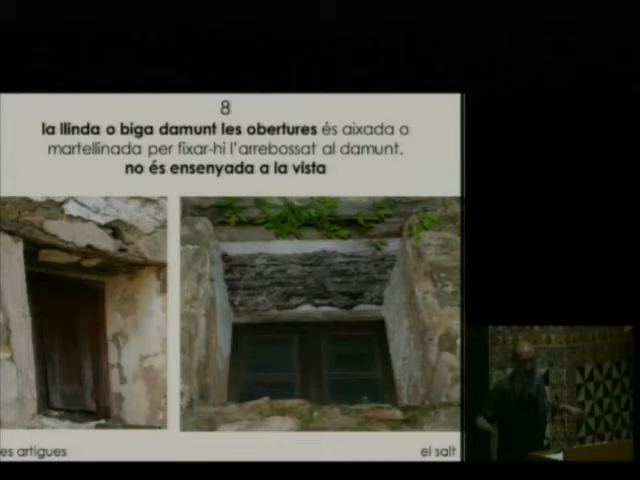 8
la llinda o biga damunt les obertures és aixada o
martellinada per fixar-hi l'arrebossat al damunt.
no és ensenyada a la vista
es artigues
el salt